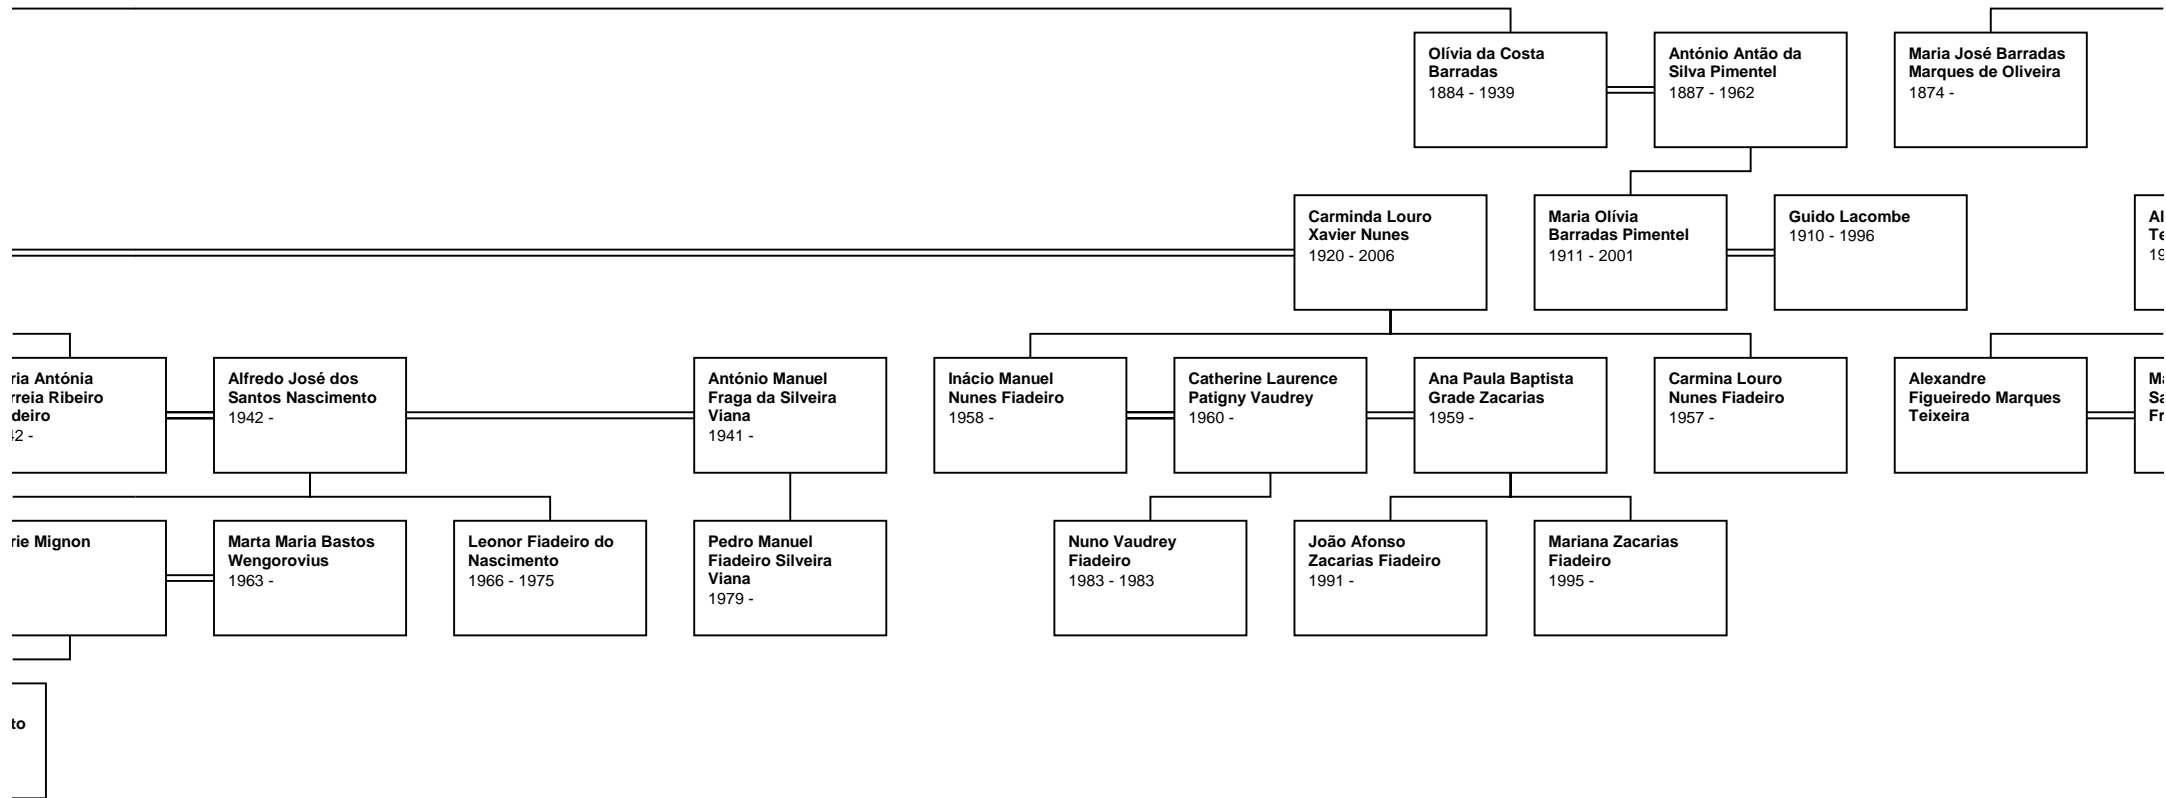 Olívia da Costa
Barradas
1884 - 1939
António Antão da
Silva Pimentel
1887 - 1962
Maria José Barradas
Marques de Oliveira
1874 -
Carminda Louro
Xavier Nunes
1920 - 2006
Maria Olívia
Barradas Pimentel
1911 - 2001
Guido Lacombe
1910 - 1996
Antónia
Ribeiro
Alfredo José dos
Santos Nascimento
1942 -
António Manuel
Fraga da Silveira
Viana
1941 -
Inácio Manuel
Nunes Fiadeiro
1958 -
Catherine Laurence
Patigny Vaudrey
1960 -
Ana Paula Baptista
Grade Zacarias
1959 -
Carmina Louro
Nunes Fiadeiro
1957 -
Alexandre
Figueiredo Marques
Teixeira
Mignon
Marta Maria Bastos
Wengorovius
1963 -
Leonor Fiadeiro do
Nascimento
1966 - 1975
Pedro Manuel
Fiadeiro Silveira
Viana
1979 -
Nuno Vaudrey
Fiadeiro
1983 - 1983
João Afonso
Zacarias Fiadeiro
1991 -
Mariana Zacarias
Fiadeiro
1995 -